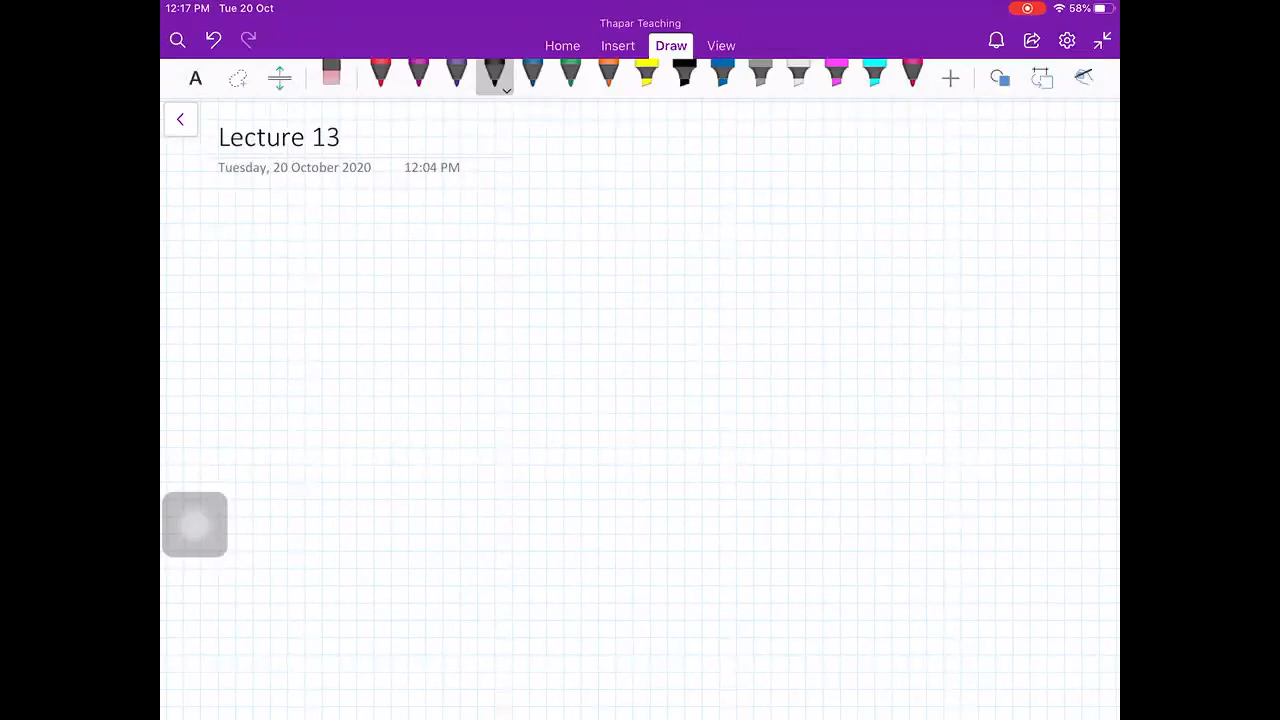 12:17 PM Tue 20 Oct 58%
Thapar Teaching
Home Insert Draw View
A
Lecture 13
Tuesday, 20 October 2020 12:04 PM